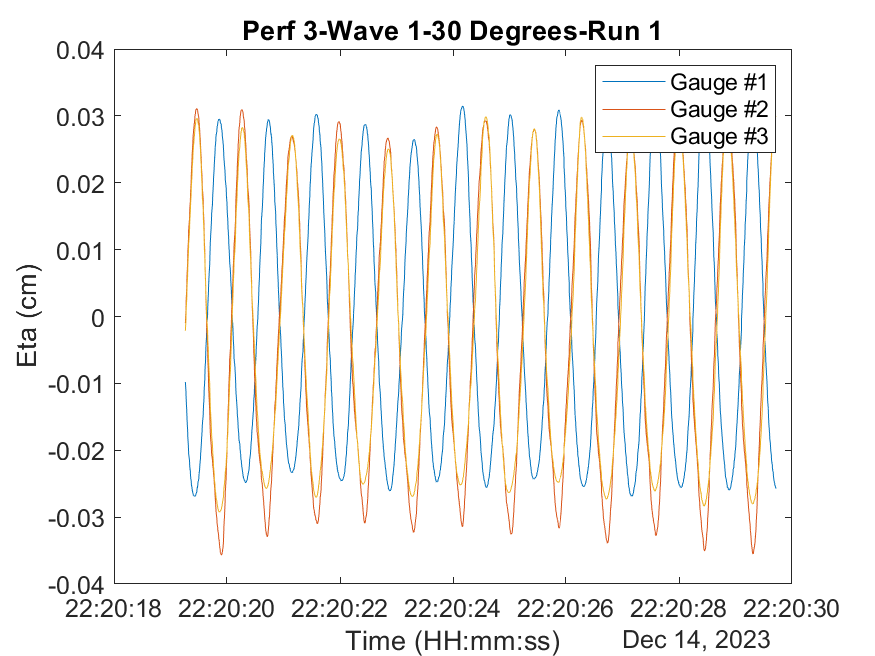 Perf 3-Wave 1-30 Degrees-Run 1
0.04
0.03
0.02
0.01
0
-0.01
-0.02
-0.03
-0.04
Eta (cm)
Gauge #1
Gauge #2
Gauge #3
22:20:18 22:20:20 22:20:22 22:20:24 22:20:26 22:20:28 22:20:30
Time (HH:mm:ss)
Dec 14, 2023